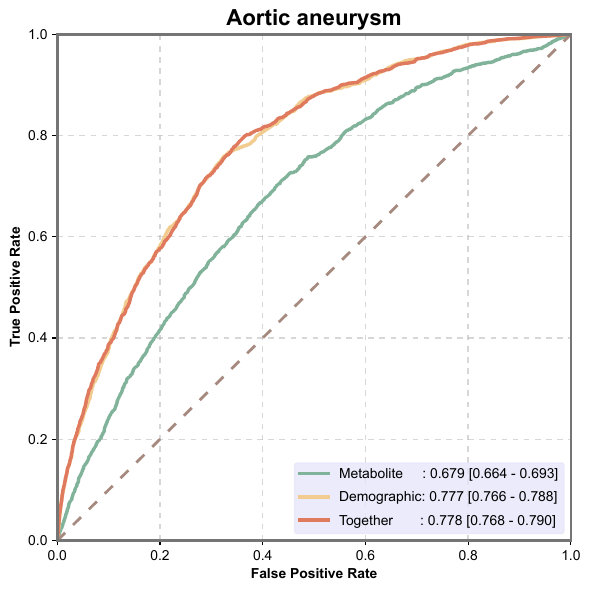 Aortic aneurysm
True Positive Rate
1.0
0.8
0.6
0.4
0.2
0.0
Metabolite : 0.679 [0.664 - 0.693]
Demographic: 0.777 [0.766 - 0.788]
Together : 0.778 [0.768 - 0.790]
0.0 0.2 0.4 0.6 0.8 1.0
False Positive Rate